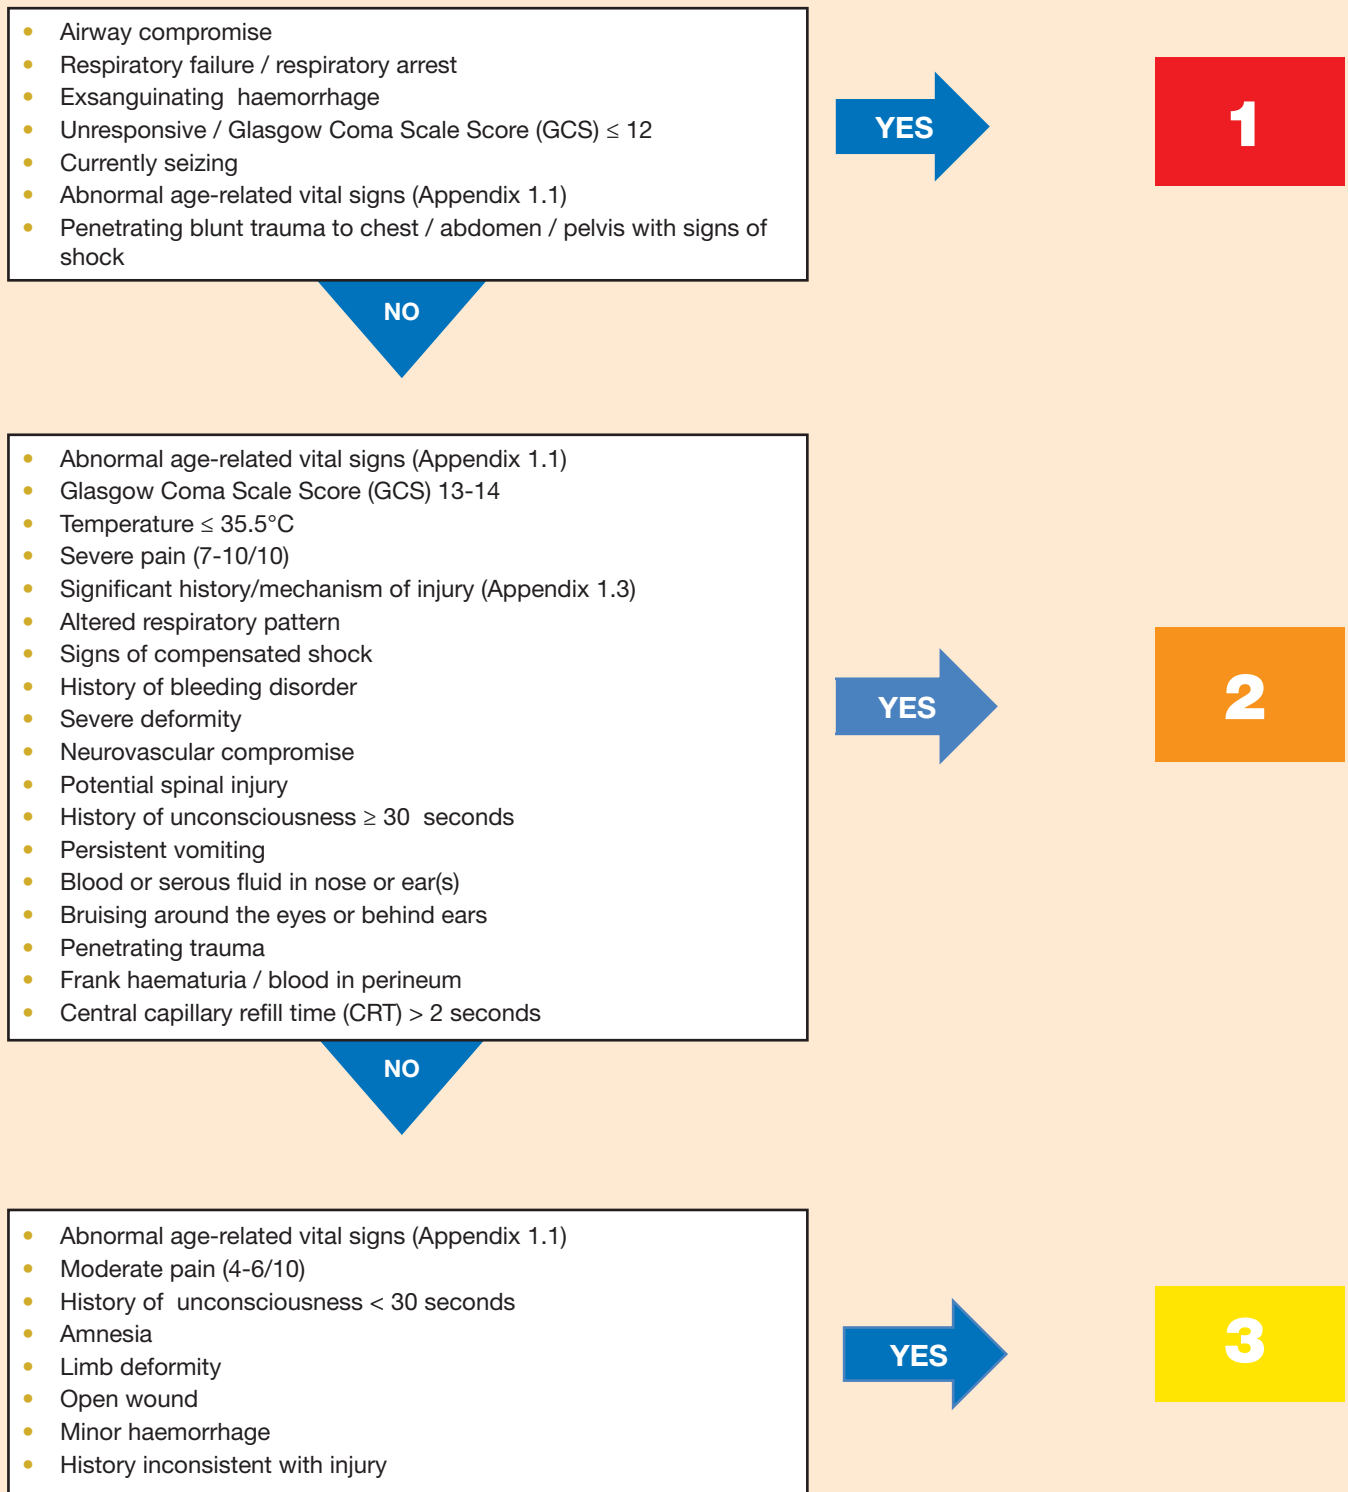 • Airway compromise
• Respiratory failure / respiratory arrest
• Exsanguinating haemorrhage
• Unresponsive / Glasgow Coma Scale Score (GCS) ≤ 12
• Currently seizing
• Abnormal age-related vital signs (Appendix 1.1)
• Penetrating blunt trauma to chest / abdomen / pelvis with signs of
shock
YES
1
NO
• Abnormal age-related vital signs (Appendix 1.1)
• Glasgow Coma Scale Score (GCS) 13-14
• Temperature ≤ 35.5°C
• Severe pain (7-10/10)
• Significant history/mechanism of injury (Appendix 1.3)
• Altered respiratory pattern
• Signs of compensated shock
• History of bleeding disorder
• Severe deformity
• Neurovascular compromise
• Potential spinal injury
• History of unconsciousness ≥ 30 seconds
• Persistent vomiting
• Blood or serous fluid in nose or ear(s)
• Bruising around the eyes or behind ears
• Penetrating trauma
• Frank haematuria / blood in perineum
• Central capillary refill time (CRT) > 2 seconds
YES
2
NO
• Abnormal age-related vital signs (Appendix 1.1)
• Moderate pain (4-6/10)
• History of unconsciousness < 30 seconds
• Amnesia
• Limb deformity
• Open wound
• Minor haemorrhage
• History inconsistent with injury
YES
3